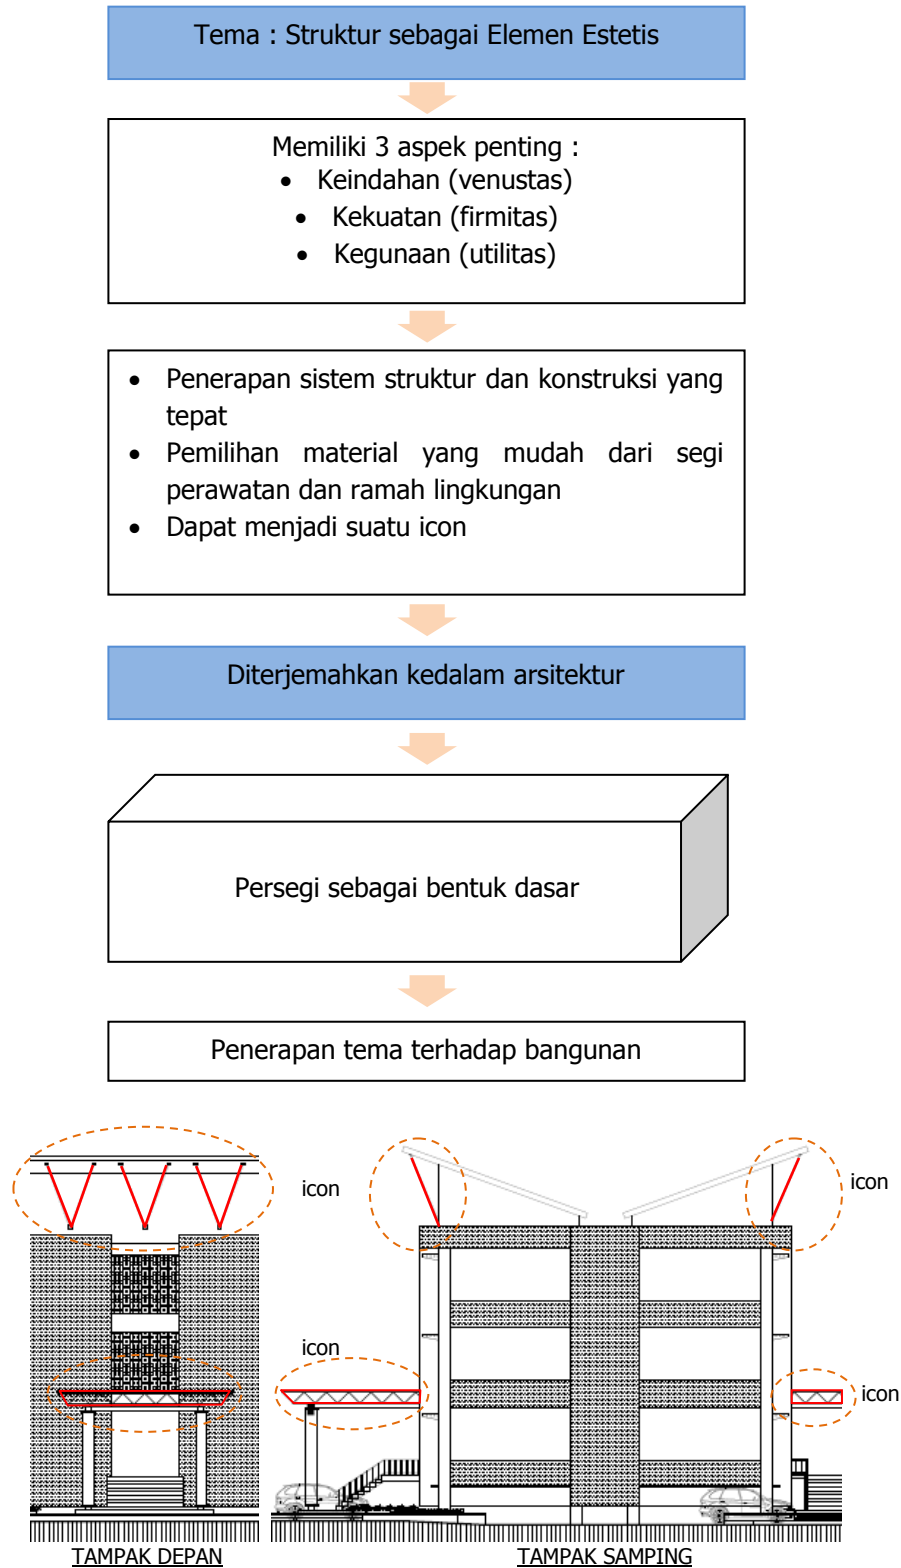 Tema : Struktur sebagai Elemen Estetis
Memiliki 3 aspek penting :
• Keindahan (venustas)
• Kekuatan (firmitas)
• Kegunaan (utilitas)
• Penerapan sistem struktur dan konstruksi yang
tepat
• Pemilihan material yang mudah dari segi
perawatan dan ramah lingkungan
• Dapat menjadi suatu icon
Diterjemahkan kedalam arsitektur
Persegi sebagai bentuk dasar
Penerapan tema terhadap bangunan
icon
icon
icon
icon
TAMPAK DEPAN
TAMPAK SAMPING